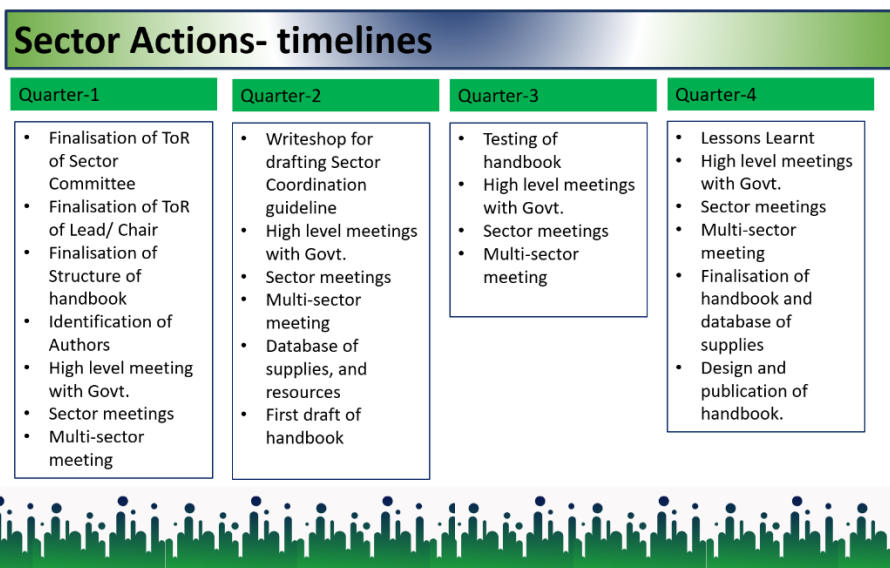 Sector Actions- timelines
Quarter-1
• Finalisation of ToR
of Sector
Committee
• Finalisation of ToR
of Lead/ Chair
• Finalisation of
Structure of
handbook
• Identification of
Authors
• High level meeting
with Govt.
• Sector meetings
• Multi-sector
meeting
Quarter-2
• Writeshop for
drafting Sector
Coordination
guideline
• High level meetings
with Govt.
• Sector meetings
• Multi-sector
meeting
• Database of
supplies, and
resources
• First draft of
handbook
Quarter-3
• Testing of
handbook
• High level meetings
with Govt.
• Sector meetings
• Multi-sector
meeting
Quarter-4
• Lessons Learnt
• High level meetings
with Govt.
• Sector meetings
• Multi-sector
meeting
• Finalisation of
handbook and
database of
supplies
• Design and
publication of
handbook.